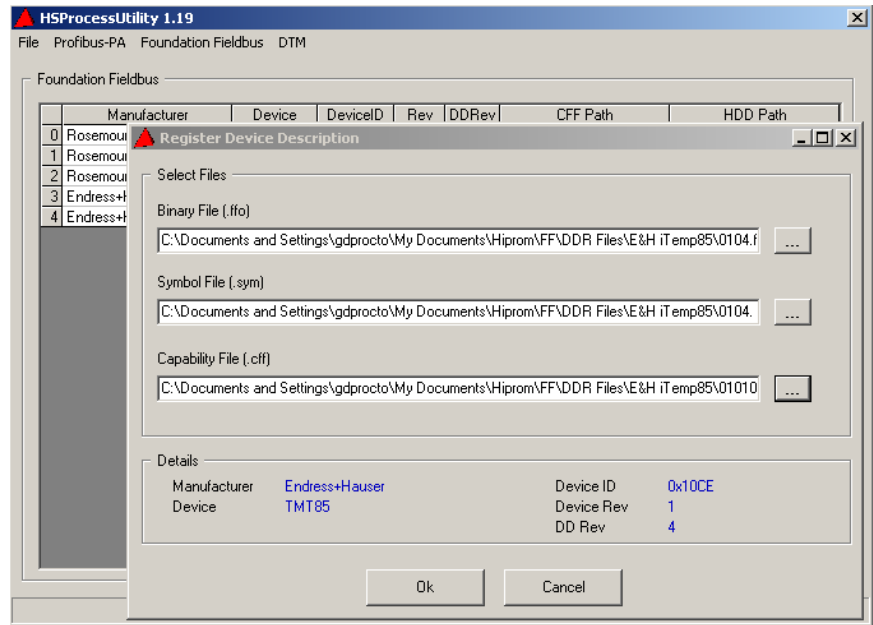 HSProcessUtility 1.19
File Profibus-PA Foundation Fieldbus DTM
Foundation Fieldbus
Manufacturer Device DeviceID Rev DDRev CFF Path HDD Path
0 Rosemou
1 Rosemou
2 Rosemou
3 Endress+H
4 Endress+H
Register Device Description
Select Files
Binary File (.ffo)
C:\Documents and Settings\gdprocto\My Documents\Hiprom\FF\DDR Files\E&H iTemp85\0104.f
...
Symbol File (.sym)
C:\Documents and Settings\gdprocto\My Documents\Hiprom\FF\DDR Files\E&H iTemp85\0104.
...
Capability File (.cff)
C:\Documents and Settings\gdprocto\My Documents\Hiprom\FF\DDR Files\E&H iTemp85\01010
...
Details
Manufacturer Endress+Hauser Device ID 0x10CE
Device TMT85 Device Rev 1
DD Rev 4
Ok Cancel